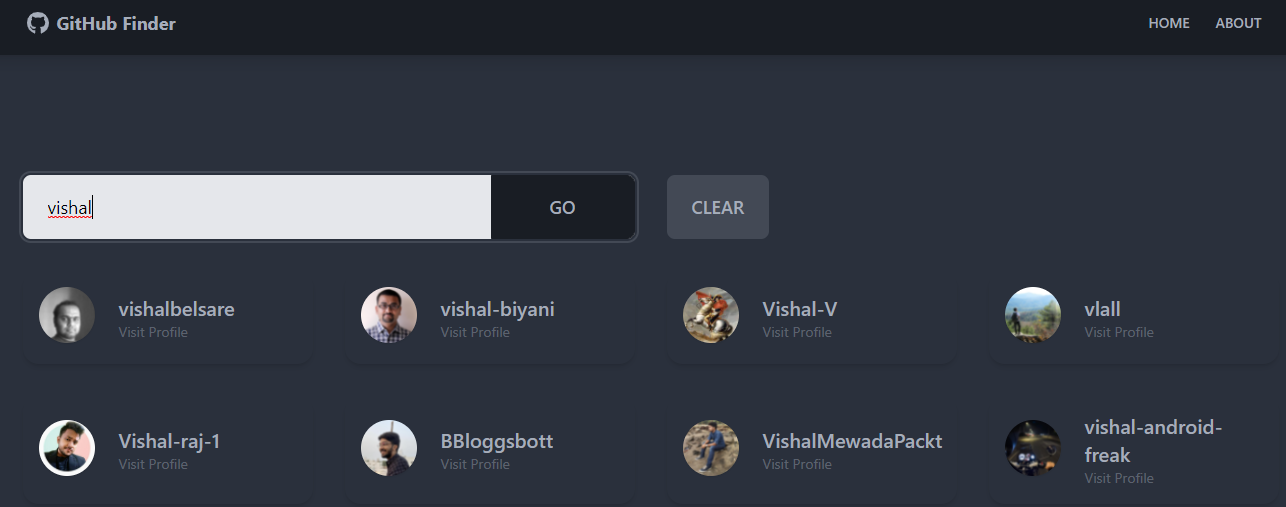 GitHub Finder
HOME ABOUT
vishal GO CLEAR
vishalbelsare vishal-biyani Vishal-V vlall
Visit Profile Visit Profile Visit Profile Visit Profile
Vishal-raj-1 BBloggsbott VishalMewadaPackt vishal-android-
freak
Visit Profile Visit Profile Visit Profile Visit Profile